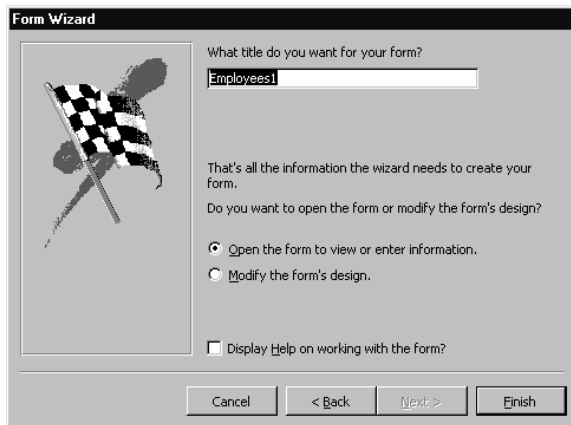 Form Wizard
What title do you want for your form?
Employees1
That's all the information the wizard needs to create your
form.
Do you want to open the form or modify the form's design?
Open the form to view or enter information.
Modify the form's design.
Display Help on working with the form?
Cancel
< Back
Next >
Finish